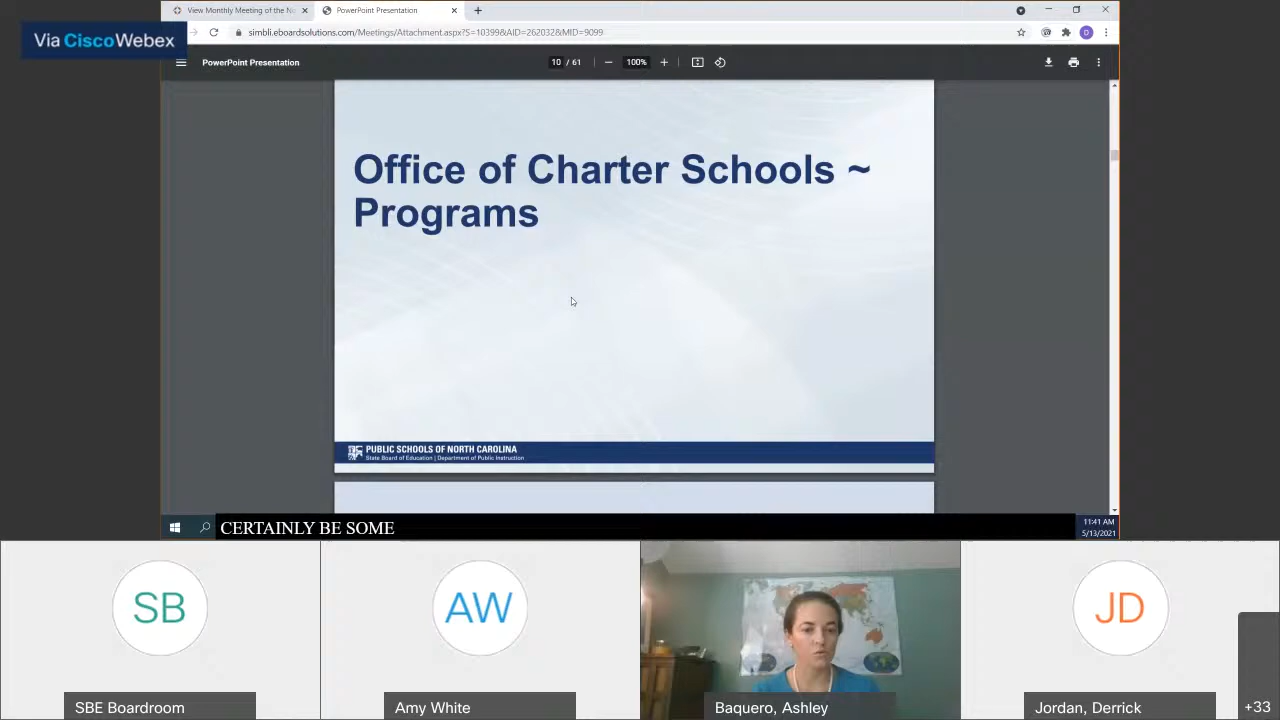 View Monthly Meeting of the No
PowerPoint Presentation
Via Cisco Webex
simbli.eboardsolutions.com/Meetings/Attachment.aspx?S=10399&AID=262032&MID=9099
D
PowerPoint Presentation
10 / 61
100%
Office of Charter Schools ~
Programs
PUBLIC SCHOOLS OF NORTH CAROLINA
State Board of Education | Department of Public Instruction
CERTAINLY BE SOME
11:41 AM
5/13/2021
SB
AW
JD
SBE Boardroom
Amy White
Baquero, Ashley
Jordan, Derrick
+33